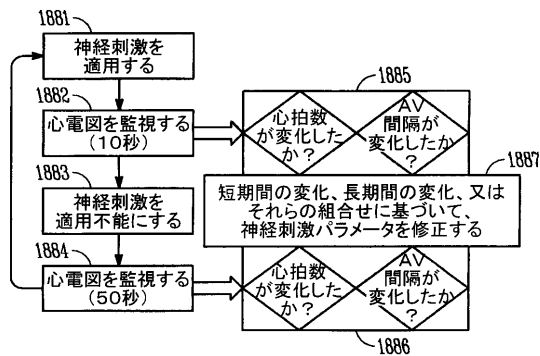 1881
神経刺激を
適用する
1882
心電図を監視する
(10秒)
1883
神経刺激を
適用不能にする
1884
心電図を監視する
(50秒)
1885
心拍数
が変化した
か?
AV
間隔が
変化したか
?
1887
短期間の変化、長期間の変化、又は
それらの組合せに基づいて、
神経刺激パラメータを修正する
心拍数
が変化した
か?
AV
間隔が
変化したか
?
1886